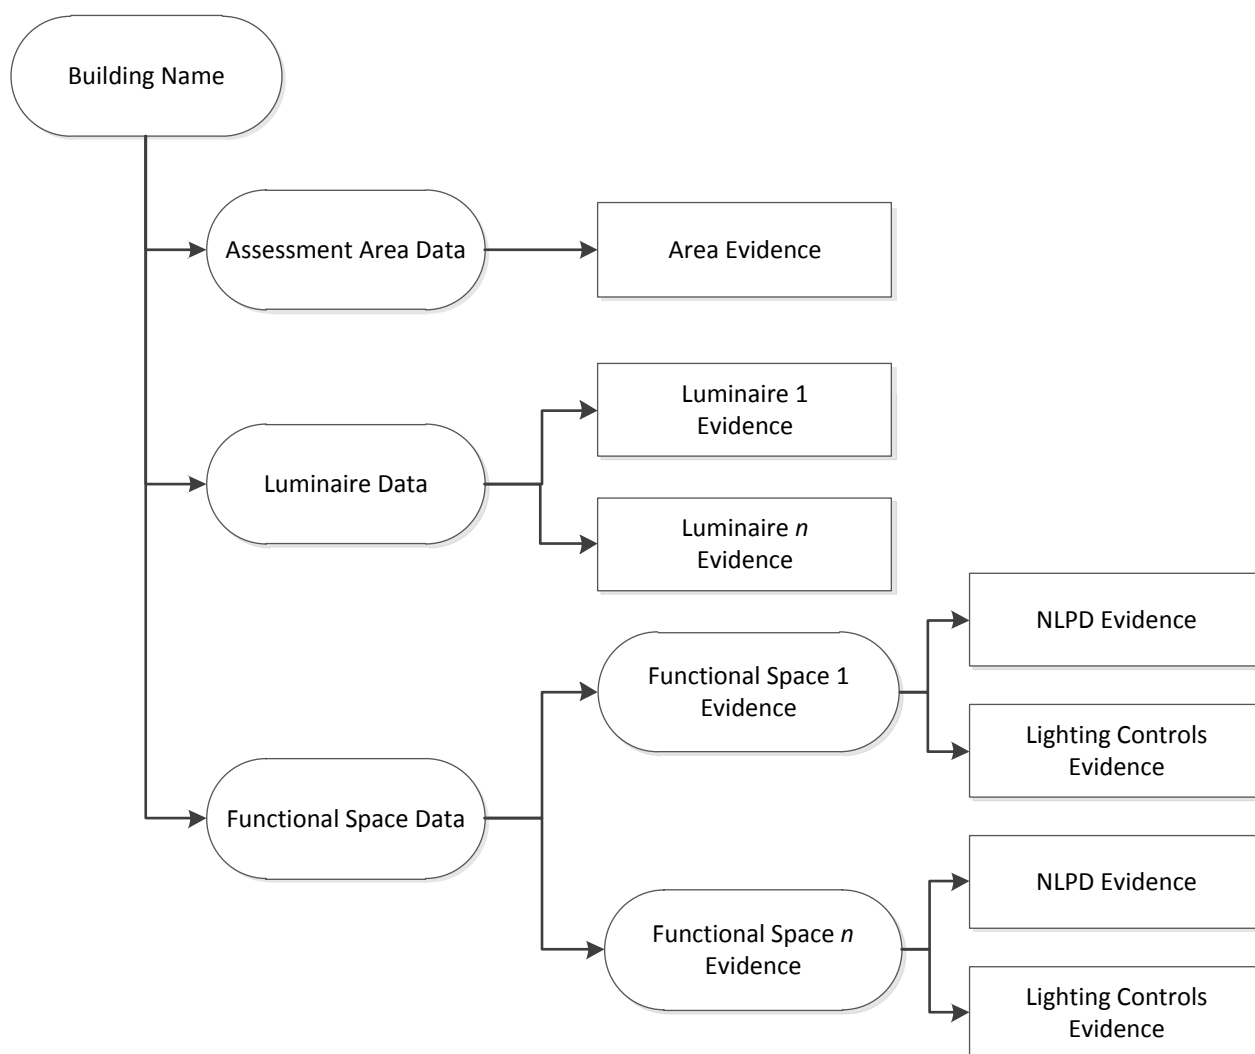 Building Name
Assessment Area Data
Area Evidence
Luminaire Data
Luminaire 1
Evidence
Luminaire n
Evidence
Functional Space Data
Functional Space 1
Evidence
NLPD Evidence
Lighting Controls
Evidence
Functional Space n
Evidence
NLPD Evidence
Lighting Controls
Evidence